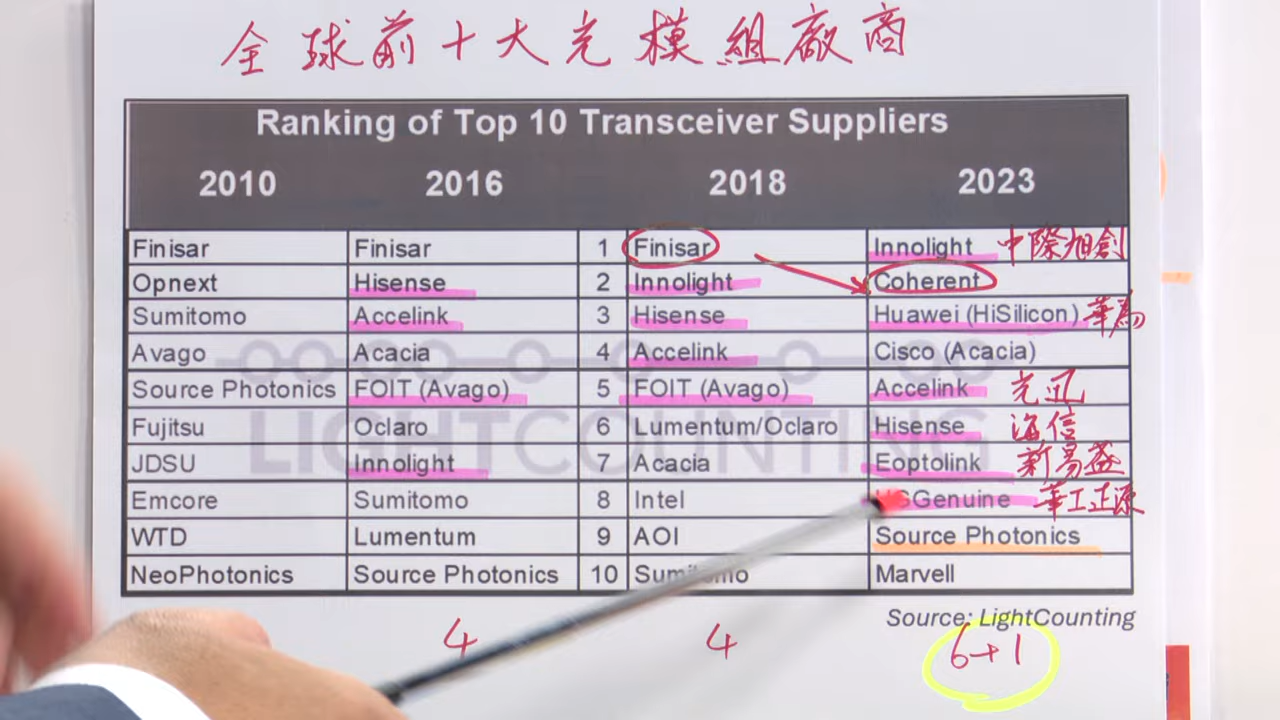 全球前十大光模組廠商
Ranking of Top 10 Transceiver Suppliers
2010 2016 2018 2023
Finisar Finisar 1 Finisar Innolight 中際旭創
Opnext Hisense 2 Innolight Coherent
Sumitomo Accelink 3 Hisense Huawei (HiSilicon) 華為
Avago Acacia 4 Accelink Cisco (Acacia)
Source Photonics FOIT (Avago) 5 FOIT (Avago) Accelink 光迅
Fujitsu Oclaro 6 Lumentum/Oclaro Hisense 海信
JDSU Innolight 7 Acacia Eoptolink 新易盛
Emcore Sumitomo 8 Intel HGGenuine 華工正源
WTD Lumentum 9 AOI Source Photonics
NeoPhotonics Source Photonics 10 Sumitomo Marvell
LIGHTCOUNTING
Source: LightCounting
4 4 6+1